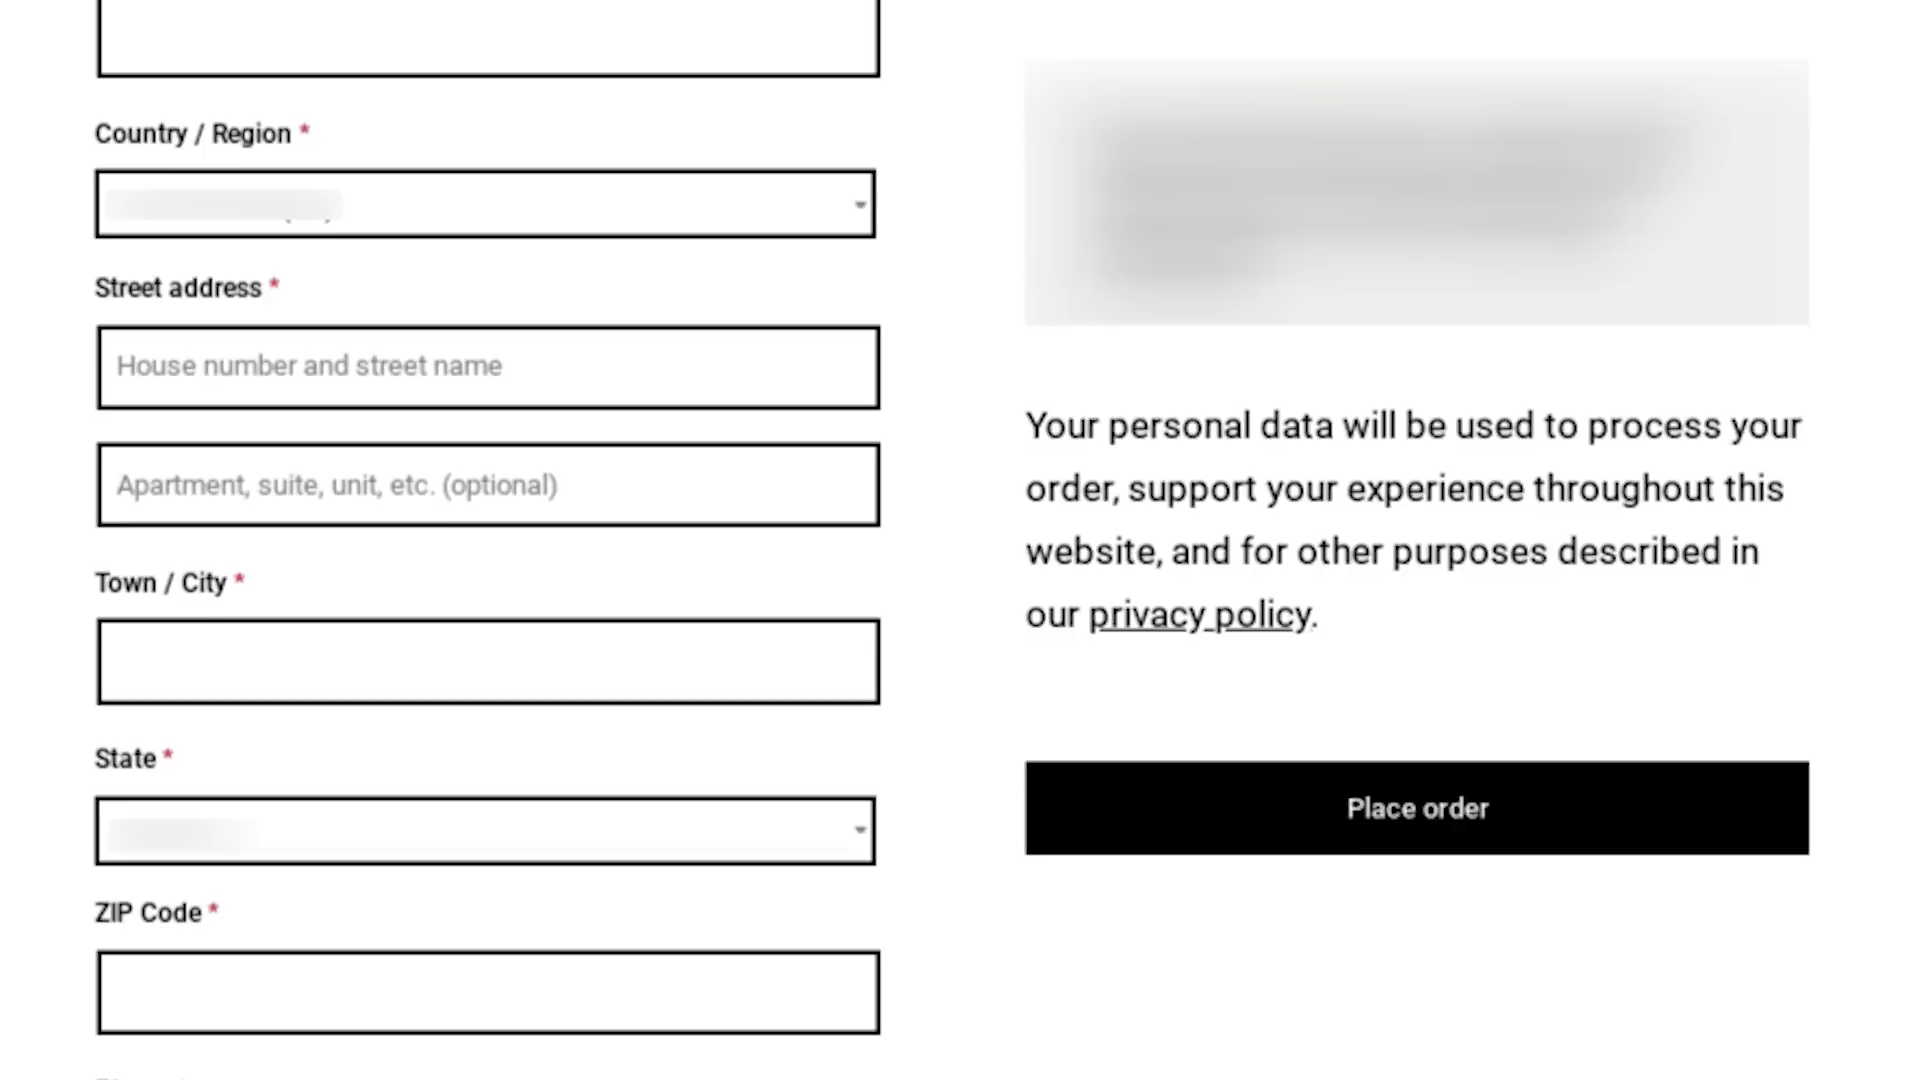 Country / Region *
Street address *
House number and street name
Apartment, suite, unit, etc. (optional)
Town / City *
State *
ZIP Code *
Your personal data will be used to process your
order, support your experience throughout this
website, and for other purposes described in
our privacy policy.
Place order